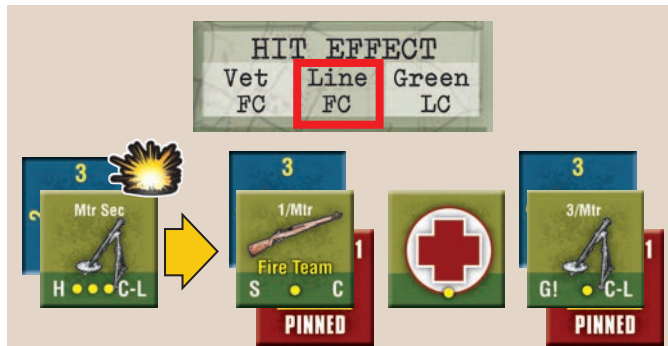 HIT EFFECT
Vet Line Green
FC FC LC
3
2
Mtr Sec
H C-L
3
1/Mtr
Fire Team
S C
1
PINNED
3
3/Mtr
G! C-L
1
PINNED